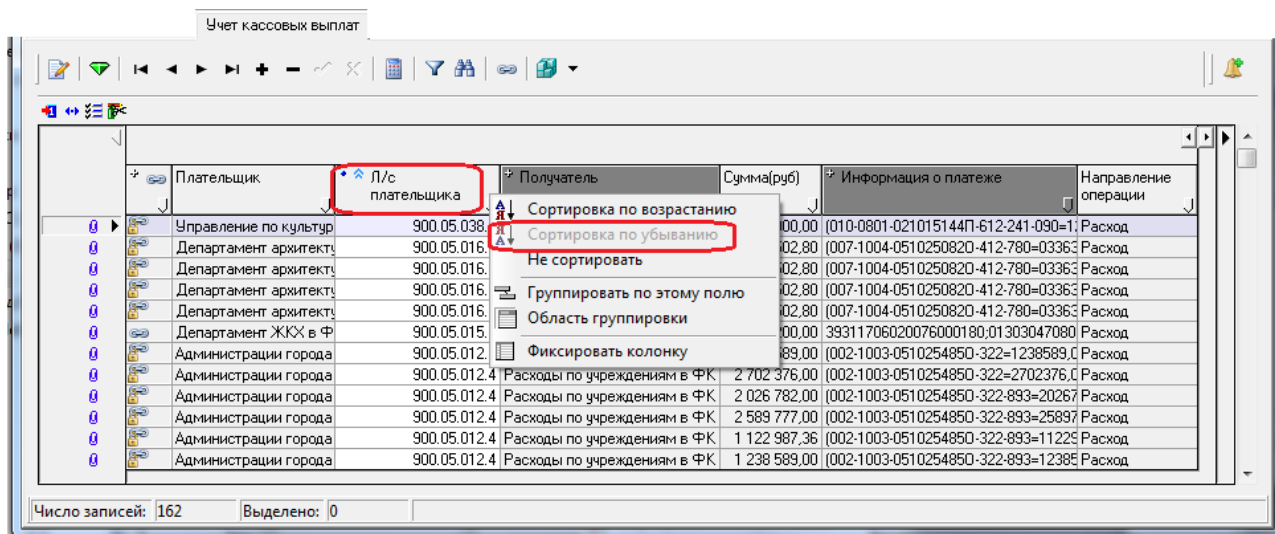 Учет кассовых выплат
Плательщик
Л/с
плательщика
Получатель
Сумма(руб)
Информация о платеже
Направление
операции
Сортировка по возрастанию
Сортировка по убыванию
Не сортировать
Группировать по этому полю
Область группировки
Фиксировать колонку
Управление по культур 900.05.038. 00,00 (010-0801-021015144П-612-241-090=1 Расход
Департамент архитекту 900.05.016. 02,80 (007-1004-051025082О-412-780=03363 Расход
Департамент архитекту 900.05.016. 02,80 (007-1004-051025082О-412-780=03363 Расход
Департамент архитекту 900.05.016. 02,80 (007-1004-051025082О-412-780=03363 Расход
Департамент архитекту 900.05.016. 02,80 (007-1004-051025082О-412-780=03363 Расход
Департамент ЖКХ в Ф 900.05.015. 00,00 39311706020076000180;01303047080 Расход
Администрации города 900.05.012. 89,00 (002-1003-051025485О-322=1238589,0 Расход
Администрации города 900.05.012.4 Расходы по учреждениям в ФК 2 702 376,00 (002-1003-051025485О-322=2702376,0 Расход
Администрации города 900.05.012.4 Расходы по учреждениям в ФК 2 026 782,00 (002-1003-051025485О-322-893=20267 Расход
Администрации города 900.05.012.4 Расходы по учреждениям в ФК 2 589 777,00 (002-1003-051025485О-322-893=25897 Расход
Администрации города 900.05.012.4 Расходы по учреждениям в ФК 1 122 987,36 (002-1003-051025485О-322-893=11229 Расход
Администрации города 900.05.012.4 Расходы по учреждениям в ФК 1 238 589,00 (002-1003-051025485О-322-893=12385 Расход
Число записей: 162 Выделено: 0